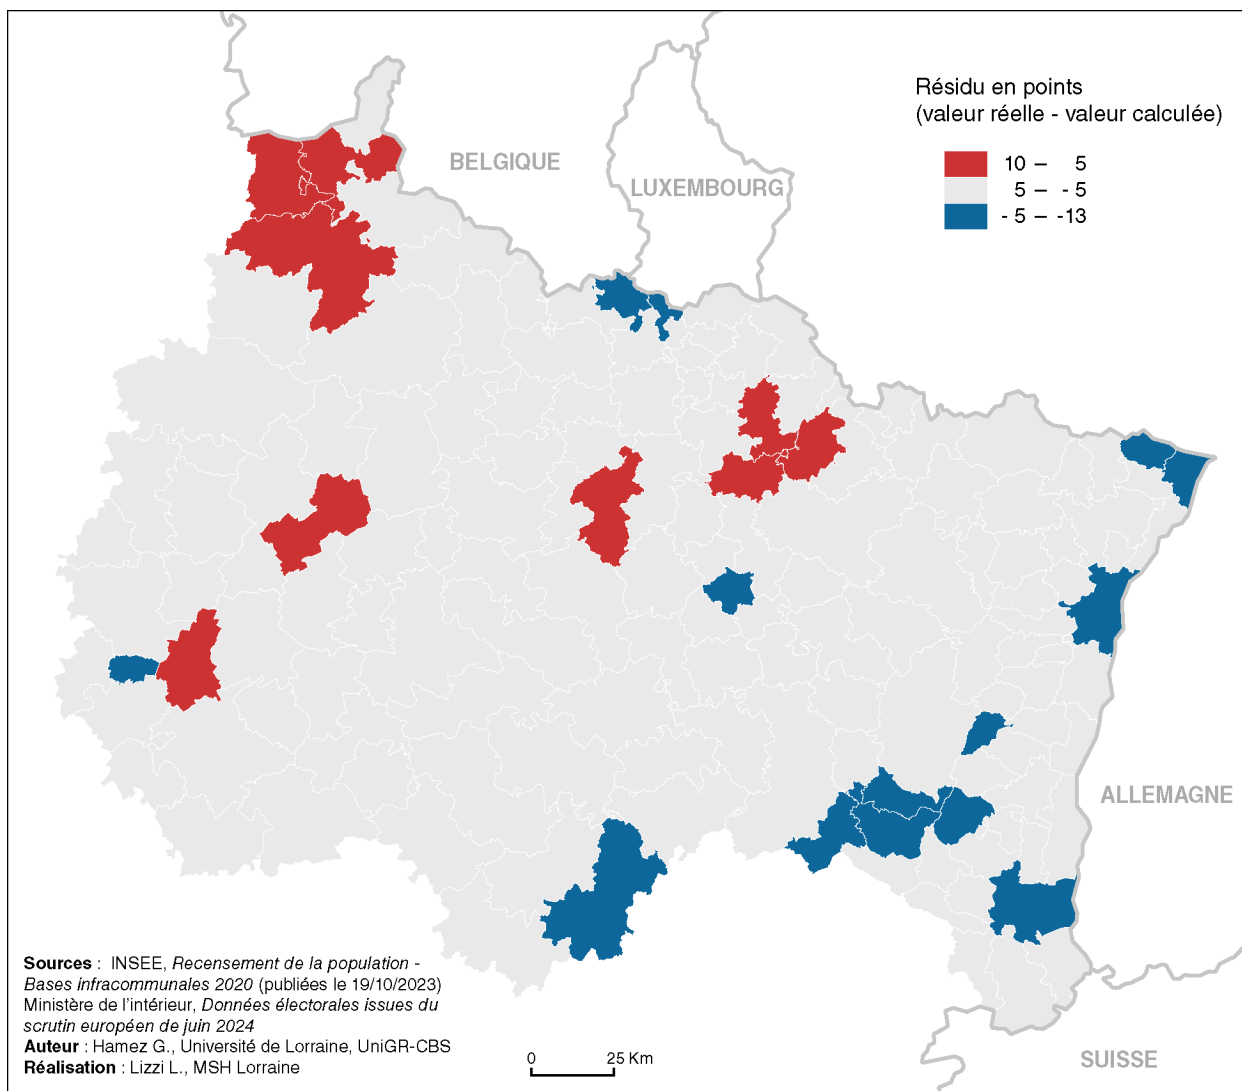 Résidu en points
(valeur réelle - valeur calculée)
10 – 5
5 – - 5
- 5 – -13
BELGIQUE
LUXEMBOURG
ALLEMAGNE
SUISSE
Sources : INSEE, Recensement de la population -
Bases infracommunales 2020 (publiées le 19/10/2023)
Ministère de l'intérieur, Données électorales issues du
scrutin européen de juin 2024
Auteur : Hamez G., Université de Lorraine, UniGR-CBS
Réalisation : Lizzi L., MSH Lorraine
0 25 Km